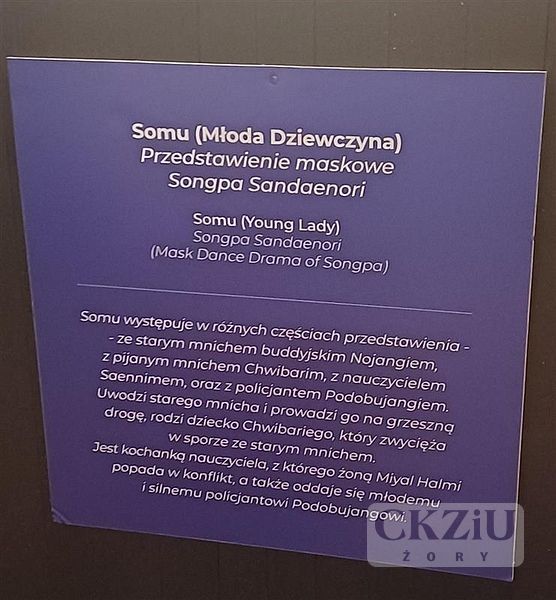 Somu (Młoda Dziewczyna)
Przedstawienie maskowe
Songpa Sandaenori
Somu (Young Lady)
Songpa Sandaenori
(Mask Dance Drama of Songpa)
Somu występuje w różnych częściach przedstawienia -
- ze starym mnichem buddyjskim Nojangiem,
z pijanym mnichem Chwibarim, z nauczycielem
Saennimem, oraz z policjantem Podobujangiem.
Uwodzi starego mnicha i prowadzi go na grzeszną
drogę, rodzi dziecko Chwibariego, który zwycięża
w sporze ze starym mnichem.
Jest kochanką nauczyciela, z którego żoną Miyal Halmi
popada w konflikt, a także oddaje się młodemu
i silnemu policjantowi Podobujangowi.
CKZiU
ŻORY